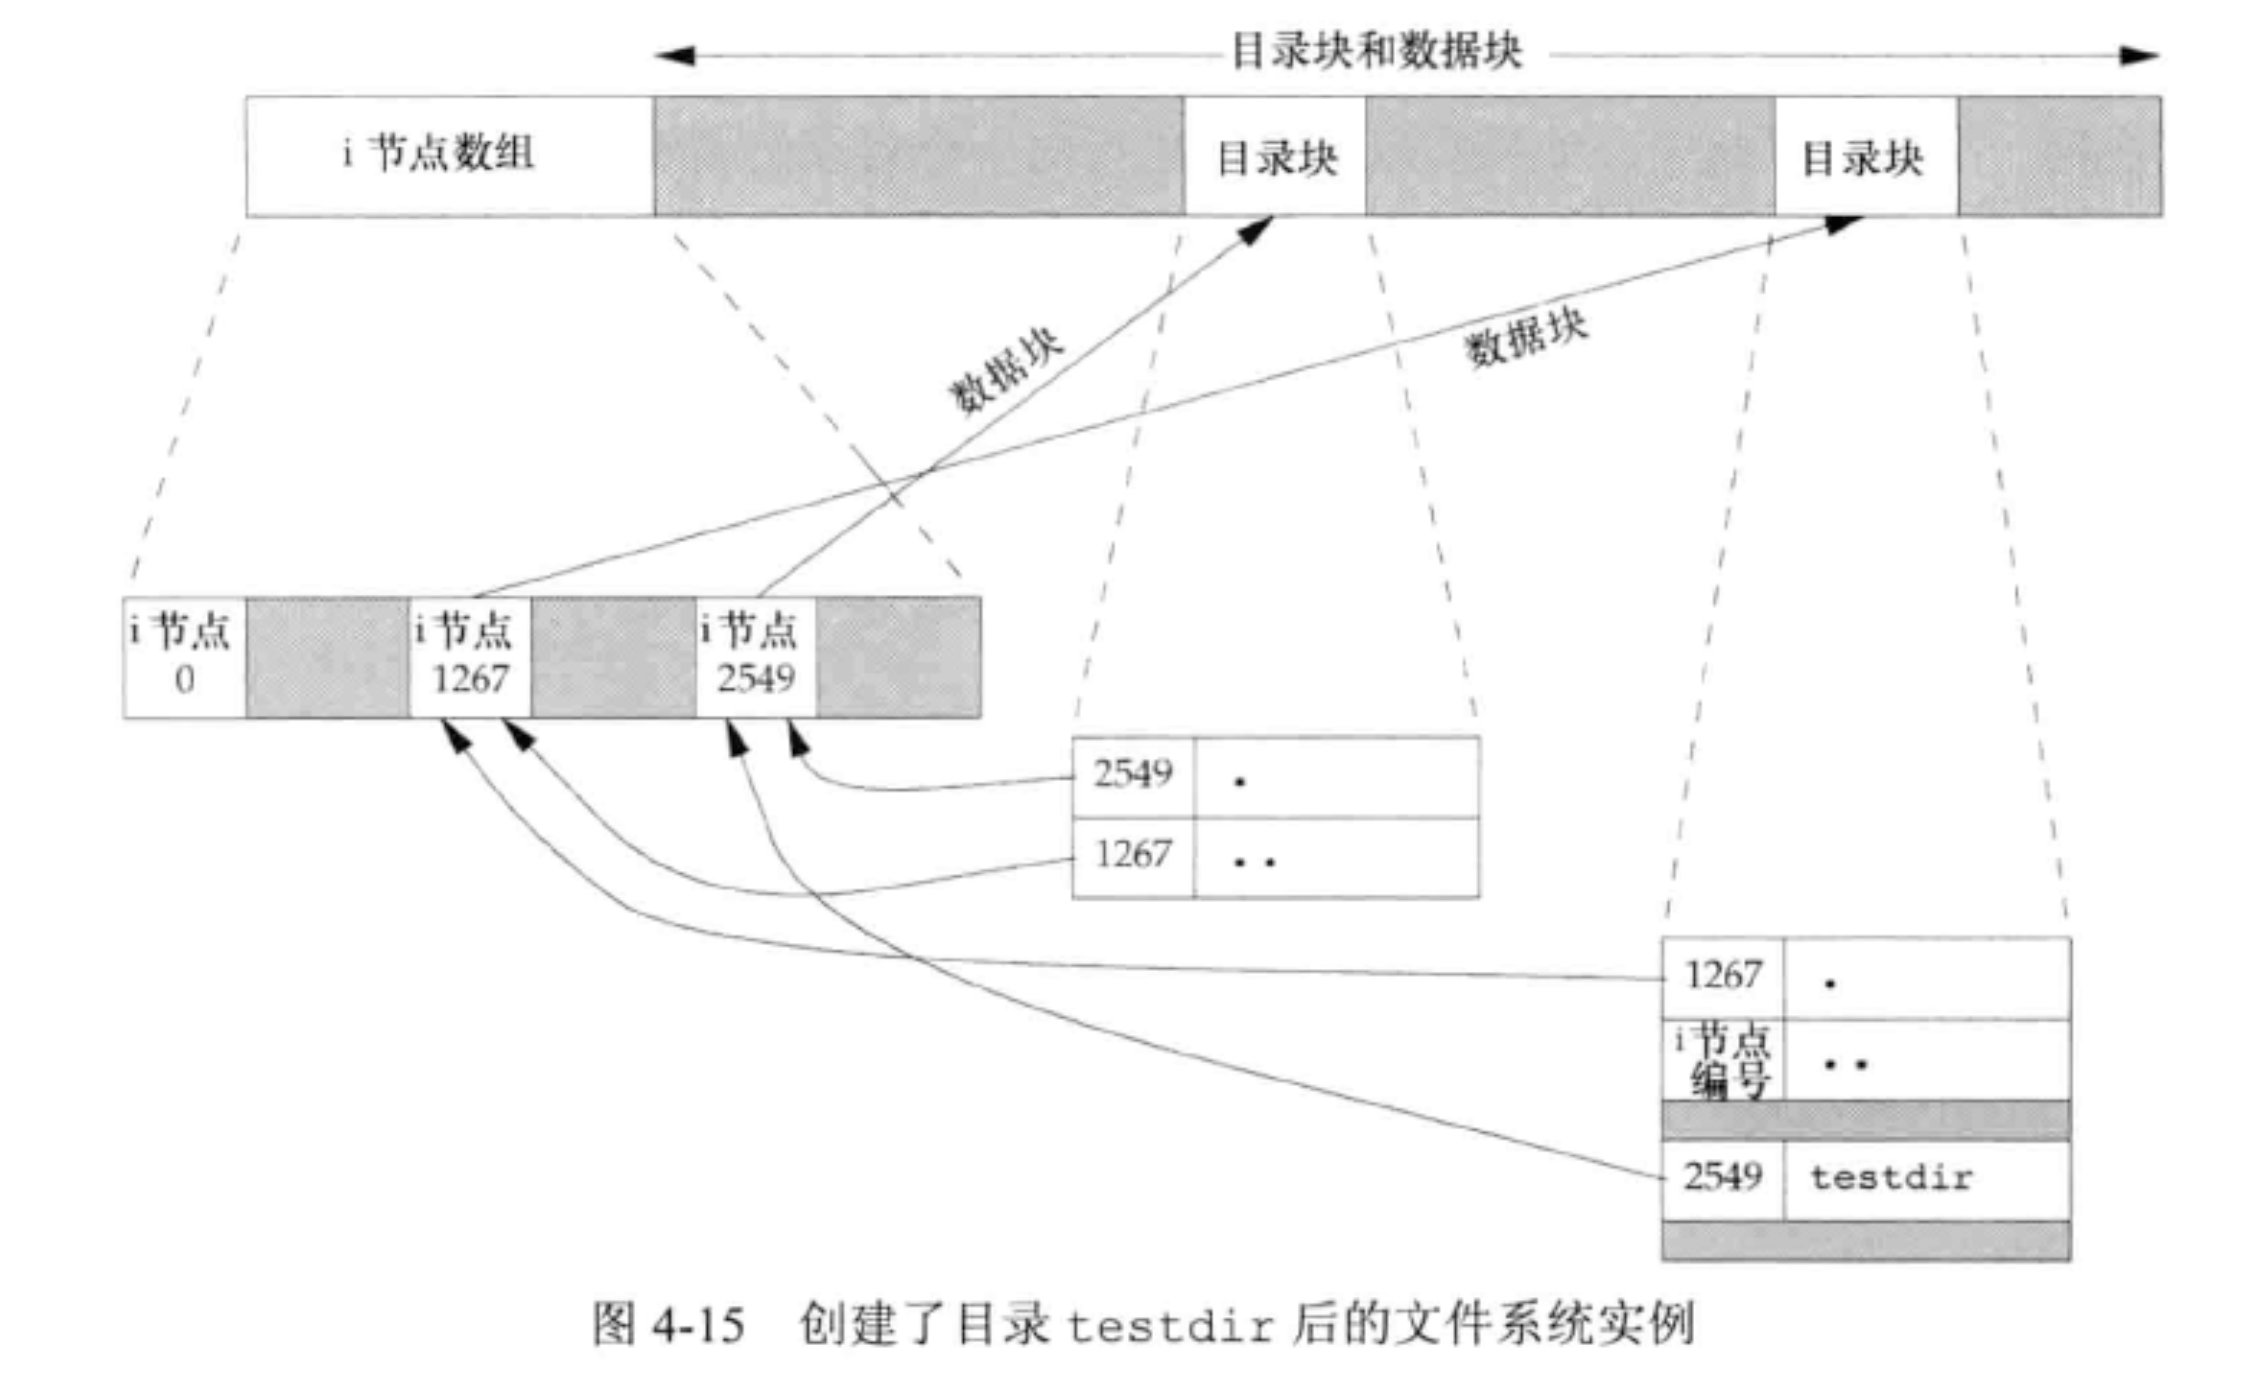 目录块和数据块
i 节点数组
目录块
目录块
数据块
数据块
i 节点
0
i 节点
1267
i 节点
2549
2549 .
1267 ..
1267 .
i 节点
编号
..
2549 testdir
图 4-15 创建了目录 testdir 后的文件系统实例